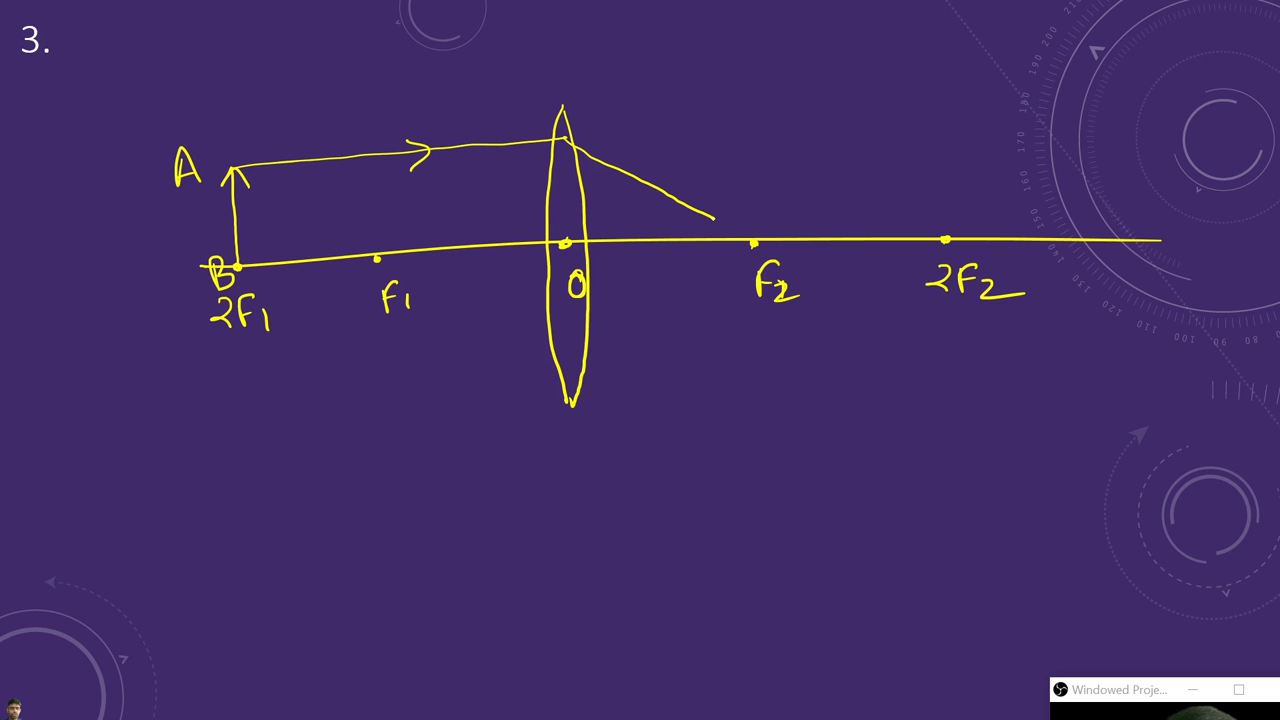 3.
A
B
2F₁
F₁
O
F₂
2F₂
Windowed Proje...